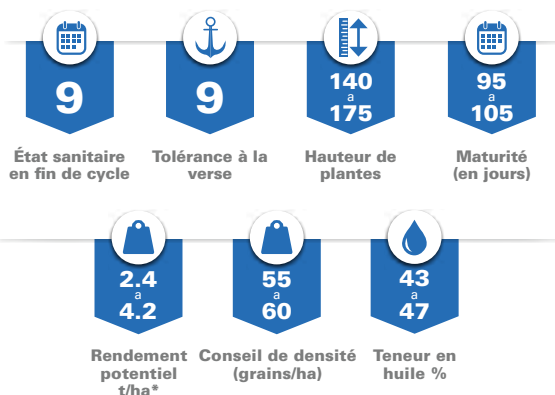 9
État sanitaire
en fin de cycle
9
Tolérance à la
verse
140
a
175
Hauteur de
plantes
95
a
105
Maturité
(en jours)
2.4
a
4.2
Rendement
potentiel
t/ha*
55
a
60
Conseil de densité
(grains/ha)
43
a
47
Teneur en
huile %